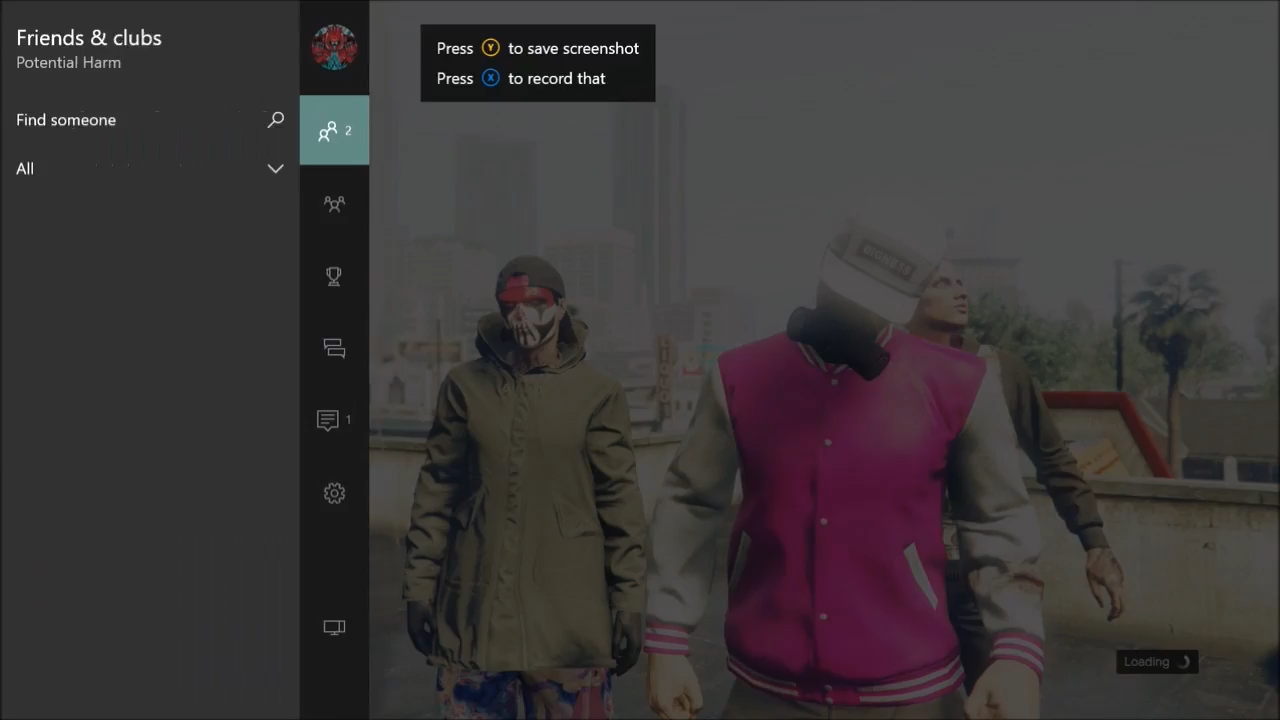 Friends & clubs
Potential Harm
Find someone
All
2
1
Press Y to save screenshot
Press X to record that
Loading